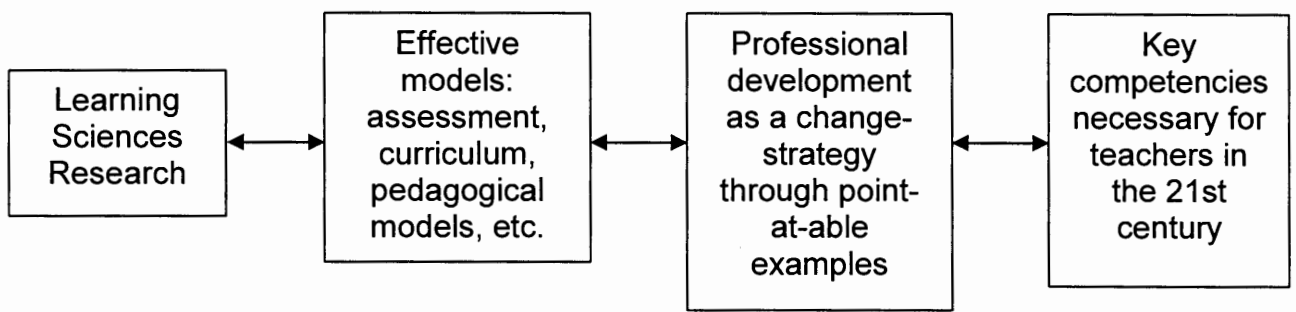 Learning
Sciences
Research
Effective
models:
assessment,
curriculum,
pedagogical
models, etc.
Professional
development
as a change-
strategy
through point-
at-able
examples
Key
competencies
necessary for
teachers in
the 21st
century